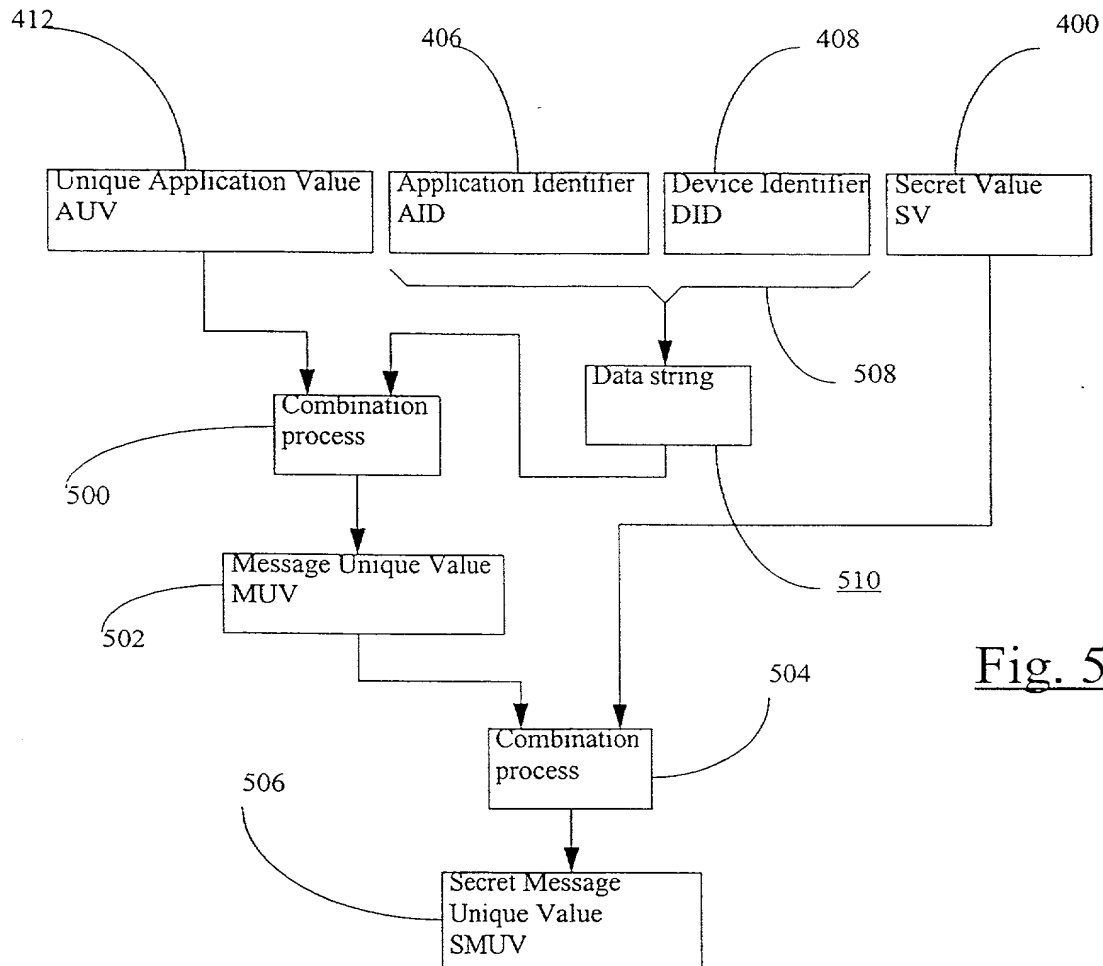 412
406
408
400
Unique Application Value
AUV
Application Identifier
AID
Device Identifier
DID
Secret Value
SV
Data string
508
Combination
process
500
Message Unique Value
MUV
510
502
Fig. 5
504
Combination
process
506
Secret Message
Unique Value
SMUV